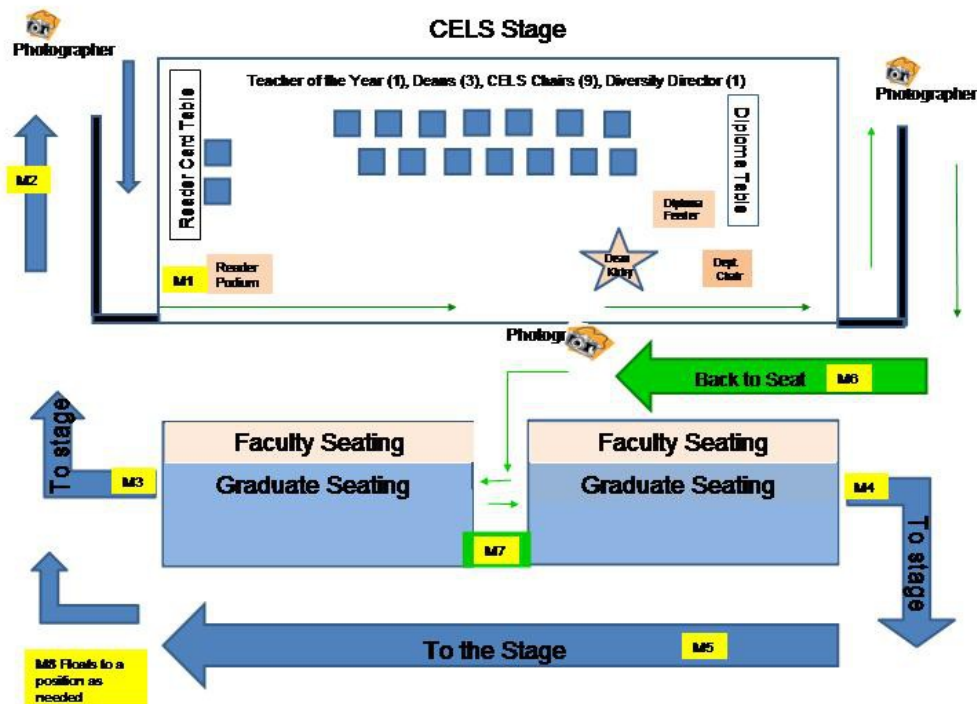 CELS Stage
Photographer
Photographer
Teacher of the Year (1), Deans (3), CELS Chairs (9), Diversity Director (1)
Reader Card Table
Diploma Table
M2
Diploma
Feeter
Dean
Kirby
Dept.
Chair
M1
Reader
Podium
Photogr
Back to Seat
M6
To stage
Faculty Seating
Faculty Seating
M3
Graduate Seating
Graduate Seating
M4
To stage
M7
To the Stage
M5
M8 Floats to a
position as
needed